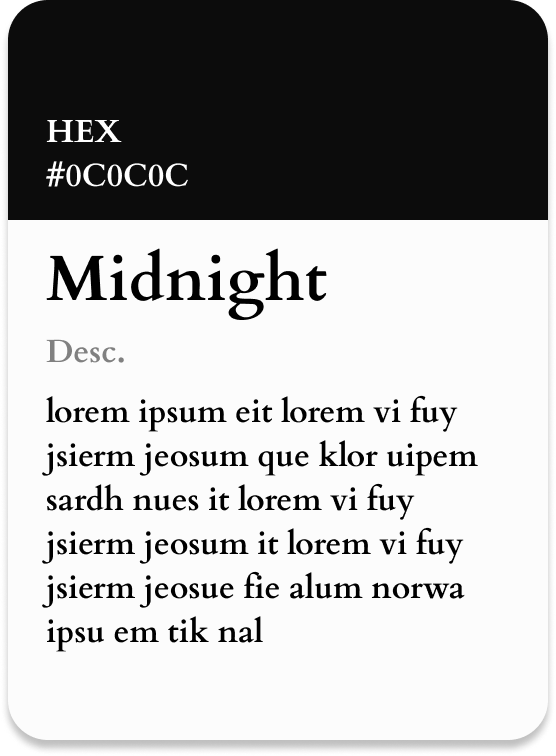 HEX
#0C0C0C
Midnight
Desc.
lorem ipsum eit lorem vi fuy
jsierm jeosum que klor uipem
sardh nues it lorem vi fuy
jsierm jeosum it lorem vi fuy
jsierm jeosue fie alum norwa
ipsu em tik nal